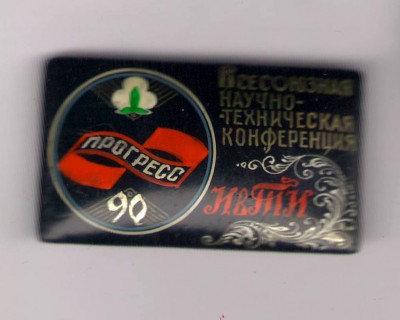 ПРОГРЕСС
90
ВСЕСОЮЗНАЯ
НАУЧНО-
-ТЕХНИЧЕСКАЯ
КОНФЕРЕНЦИЯ
ИвТИ